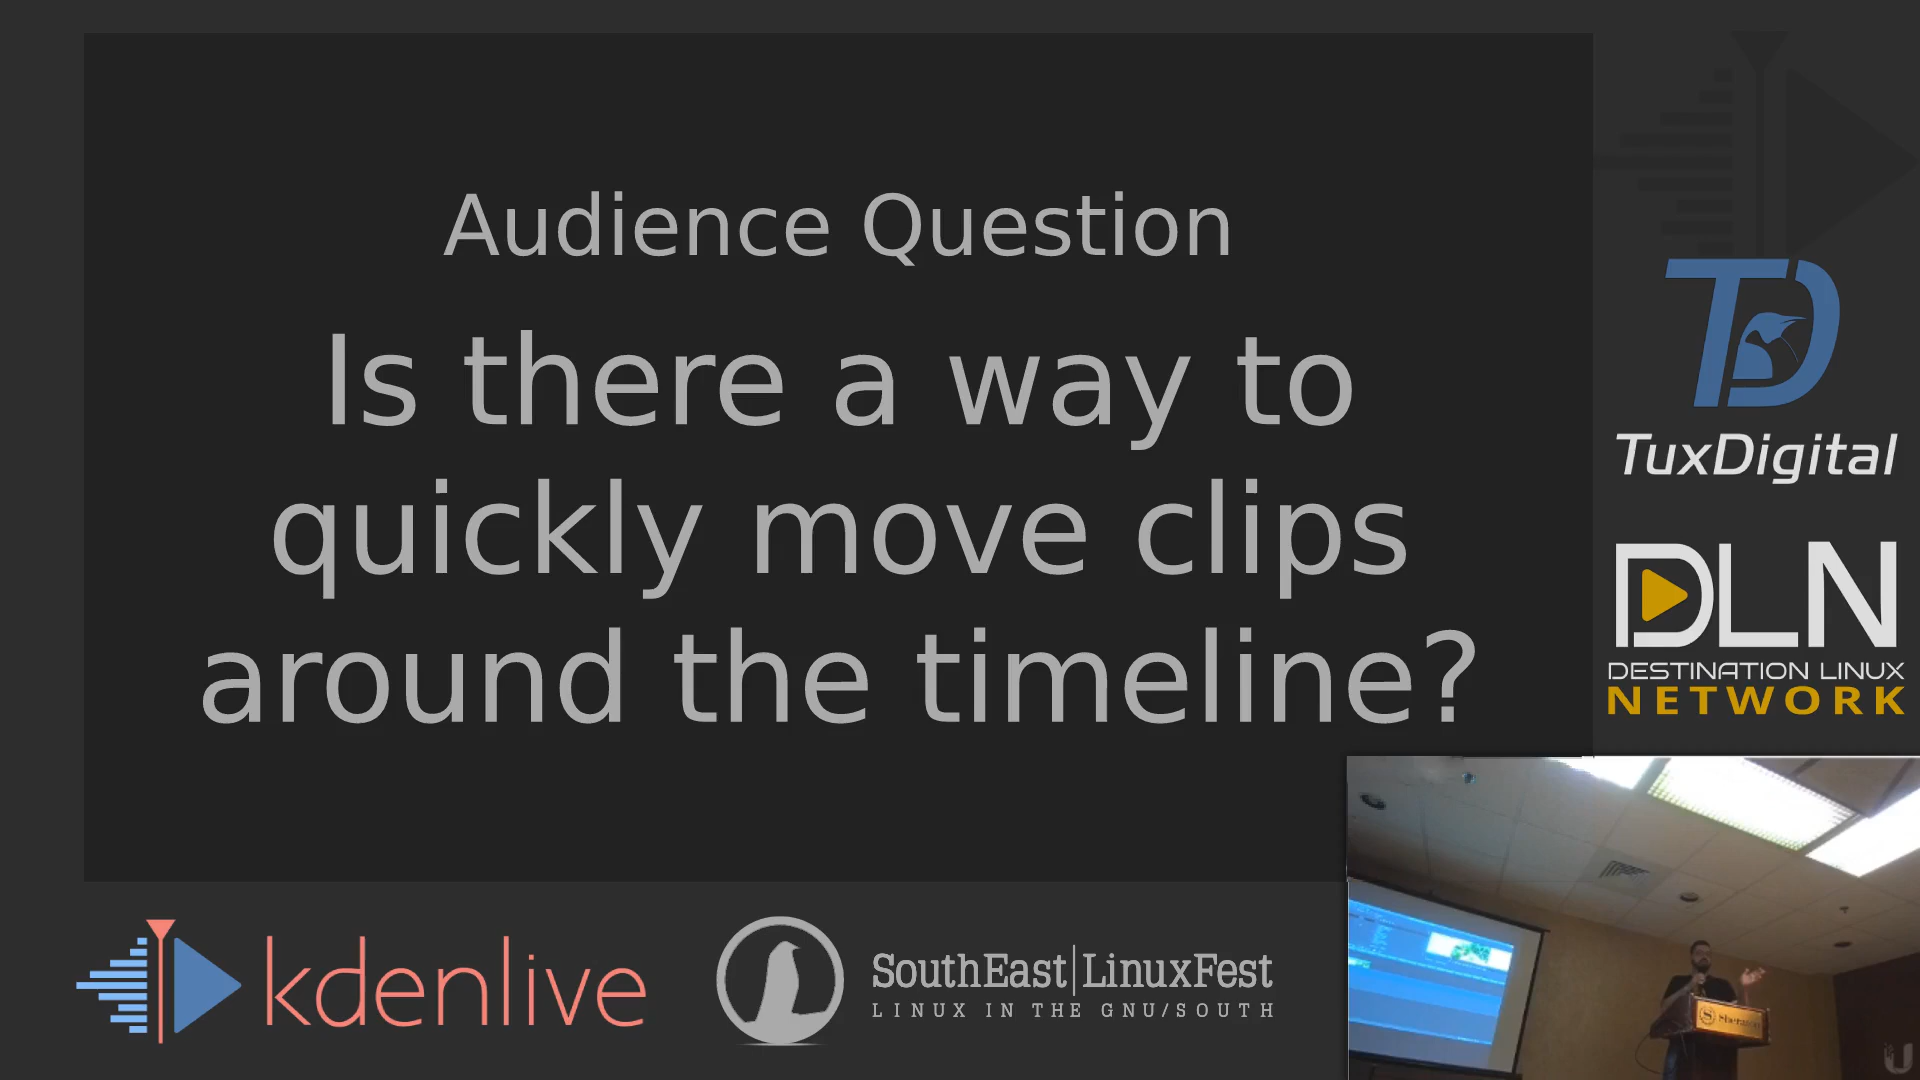 Audience Question
Is there a way to
quickly move clips
around the timeline?
TD
TuxDigital
DLN
DESTINATION LINUX
NETWORK
kdenlive
SouthEast|LinuxFest
LINUX IN THE GNU/SOUTH